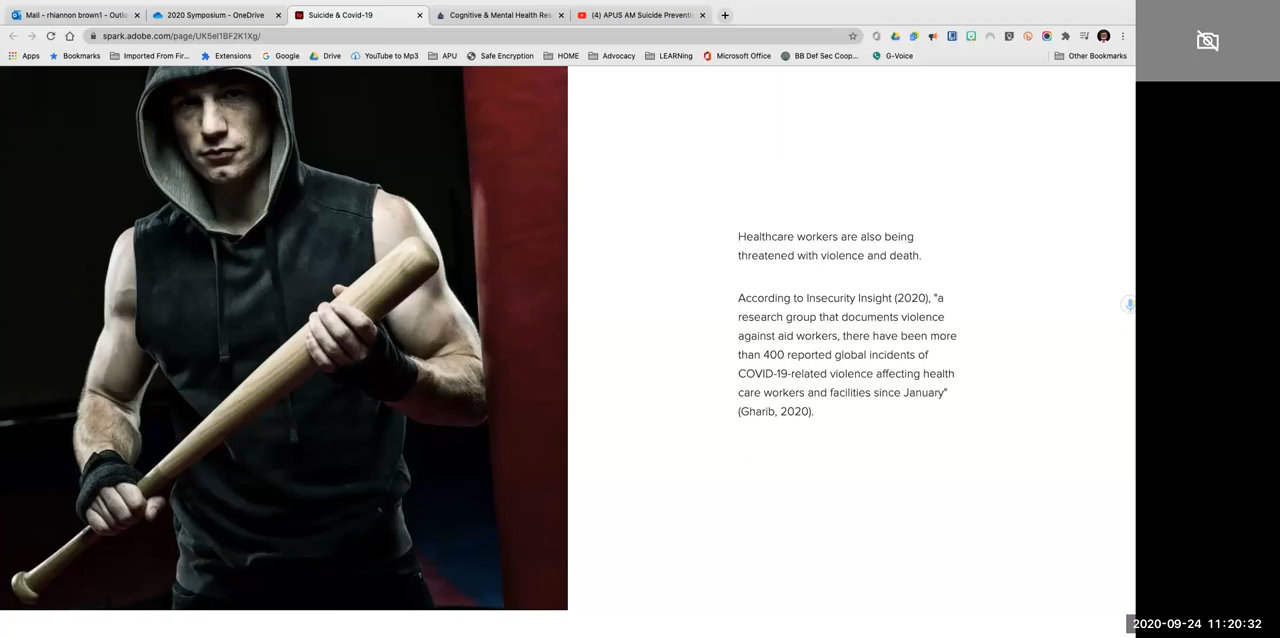 Mail - rhiannon brown1 - Outlo
2020 Symposium - OneDrive
Suicide & Covid-19
Cognitive & Mental Health Res
(4) APUS AM Suicide Preventi
spark.adobe.com/page/UK5eI1BF2K1Xg/
Apps
Bookmarks
Imported From Fir...
Extensions
Google
Drive
YouTube to Mp3
APU
Safe Encryption
HOME
Advocacy
LEARNing
Microsoft Office
BB Def Sec Coop...
G-Voice
Other Bookmarks
Healthcare workers are also being
threatened with violence and death.
According to Insecurity Insight (2020), "a
research group that documents violence
against aid workers, there have been more
than 400 reported global incidents of
COVID-19-related violence affecting health
care workers and facilities since January"
(Gharib, 2020).
2020-09-24 11:20:32